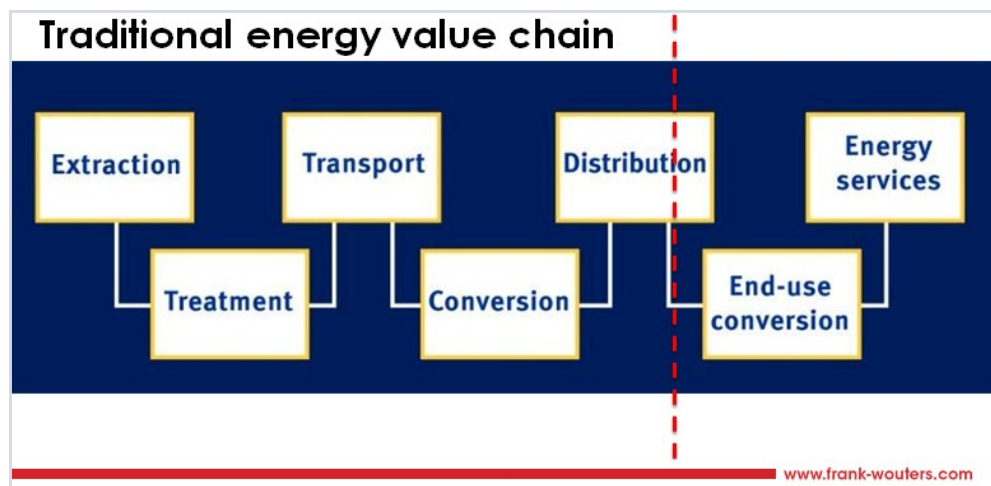 Traditional energy value chain
Extraction
Treatment
Transport
Conversion
Distribution
End-use
conversion
Energy
services
www.frank-wouters.com